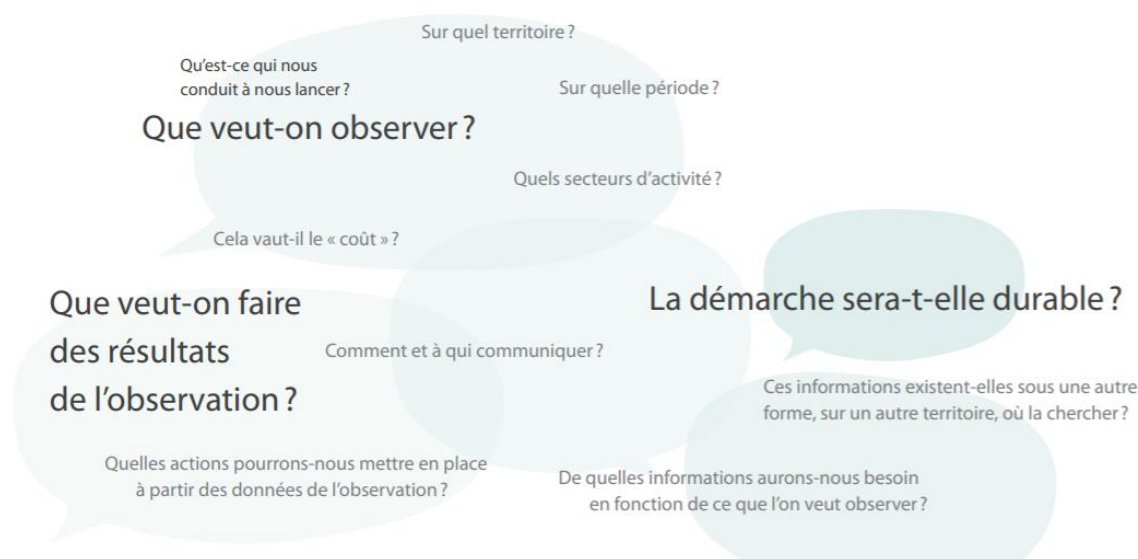 Sur quel territoire ?
Qu'est-ce qui nous
conduit à nous lancer ?
Sur quelle période ?
Que veut-on observer ?
Quels secteurs d'activité ?
Cela vaut-il le « coût » ?
Que veut-on faire
des résultats
de l'observation ?
La démarche sera-t-elle durable ?
Comment et à qui communiquer ?
Ces informations existent-elles sous une autre
forme, sur un autre territoire, où la chercher ?
Quelles actions pourrons-nous mettre en place
à partir des données de l'observation ?
De quelles informations aurons-nous besoin
en fonction de ce que l'on veut observer ?